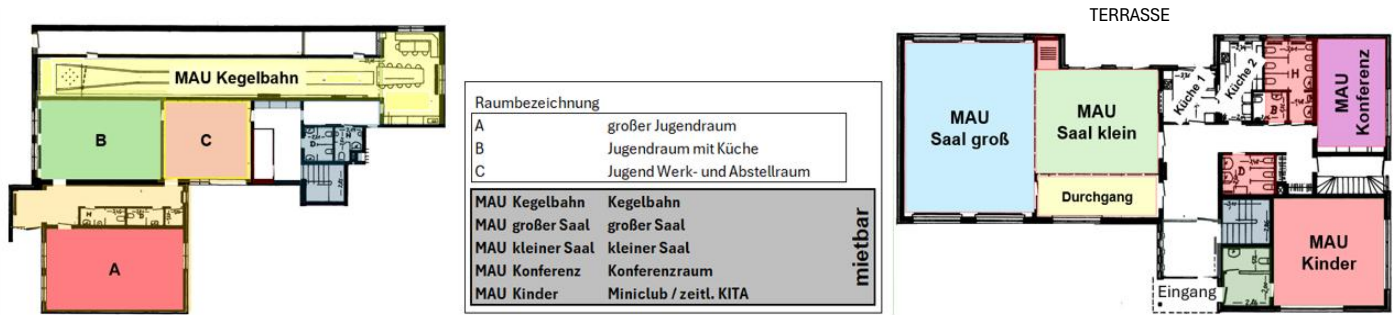 MAU Kegelbahn
B
C
A
H
D
H
D
Raumbezeichnung
A großer Jugendraum
B Jugendraum mit Küche
C Jugend Werk- und Abstellraum
MAU Kegelbahn Kegelbahn
MAU großer Saal großer Saal
MAU kleiner Saal kleiner Saal
MAU Konferenz Konferenzraum
MAU Kinder Miniclub / zeitl. KITA
mietbar
TERRASSE
MAU
Saal groß
MAU
Saal klein
Durchgang
Küche 1
Küche 2
H
B
D
MAU
Konferenz
MAU
Kinder
Eingang